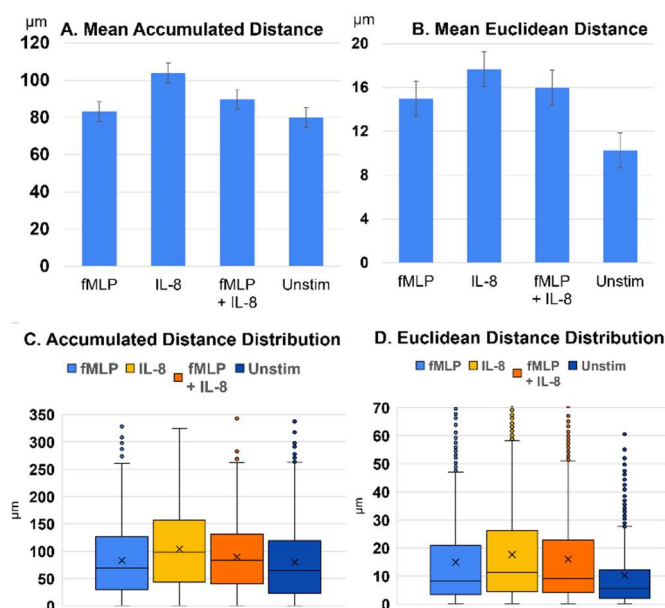 μm
A. Mean Accumulated Distance
120
100
80
60
40
20
0
fMLP
IL-8
fMLP
+ IL-8
Unstim
μm
B. Mean Euclidean Distance
20
16
12
8
4
0
fMLP
IL-8
fMLP
+ IL-8
Unstim
C. Accumulated Distance Distribution
fMLP IL-8 fMLP Unstim
+ IL-8
350
300
250
200
150
100
50
0
μm
D. Euclidean Distance Distribution
fMLP IL-8 fMLP Unstim
+ IL-8
70
60
50
40
30
20
10
0
μm